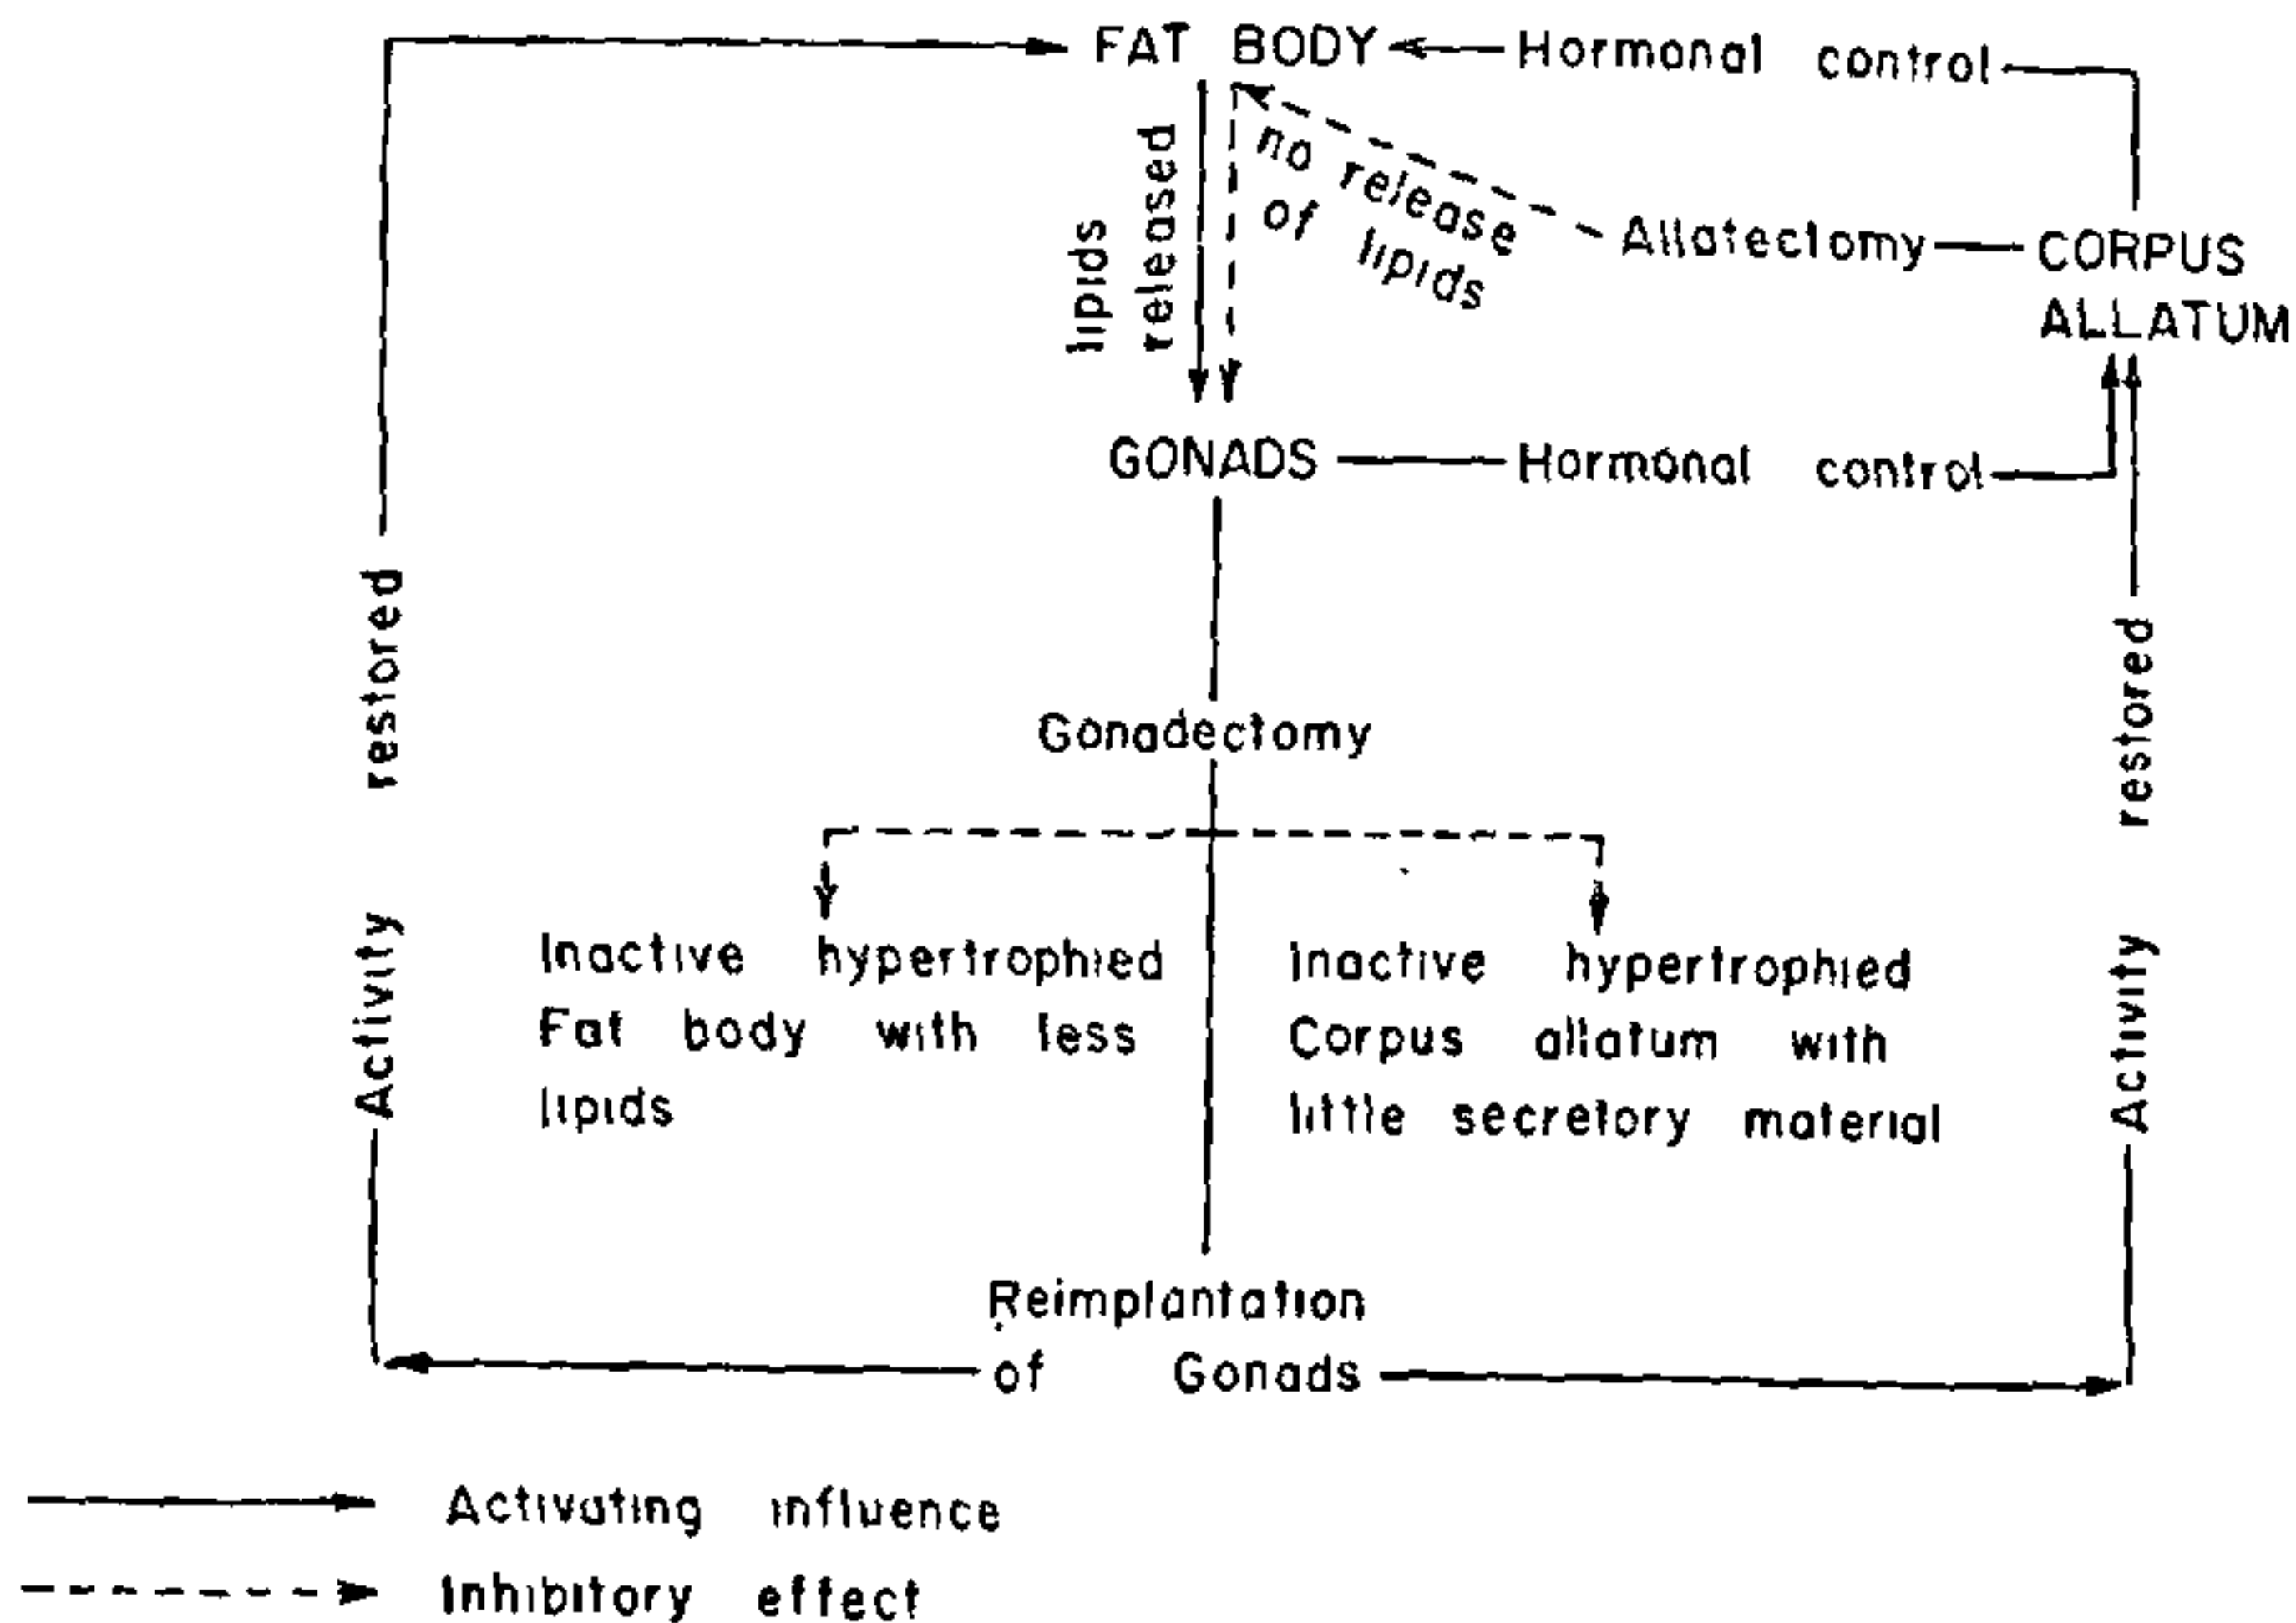 FAT BODY
Hormonal control
lipids
released
no release
of lipids
Allatectomy
CORPUS
ALLATUM
GONADS
Hormonal control
Gonadectomy
Activity restored
Activity restored
Inactive hypertrophied
Fat body with less
lipids
inactive hypertrophied
Corpus allatum with
little secretory material
Reimplantation
of Gonads
Activating influence
Inhibitory effect